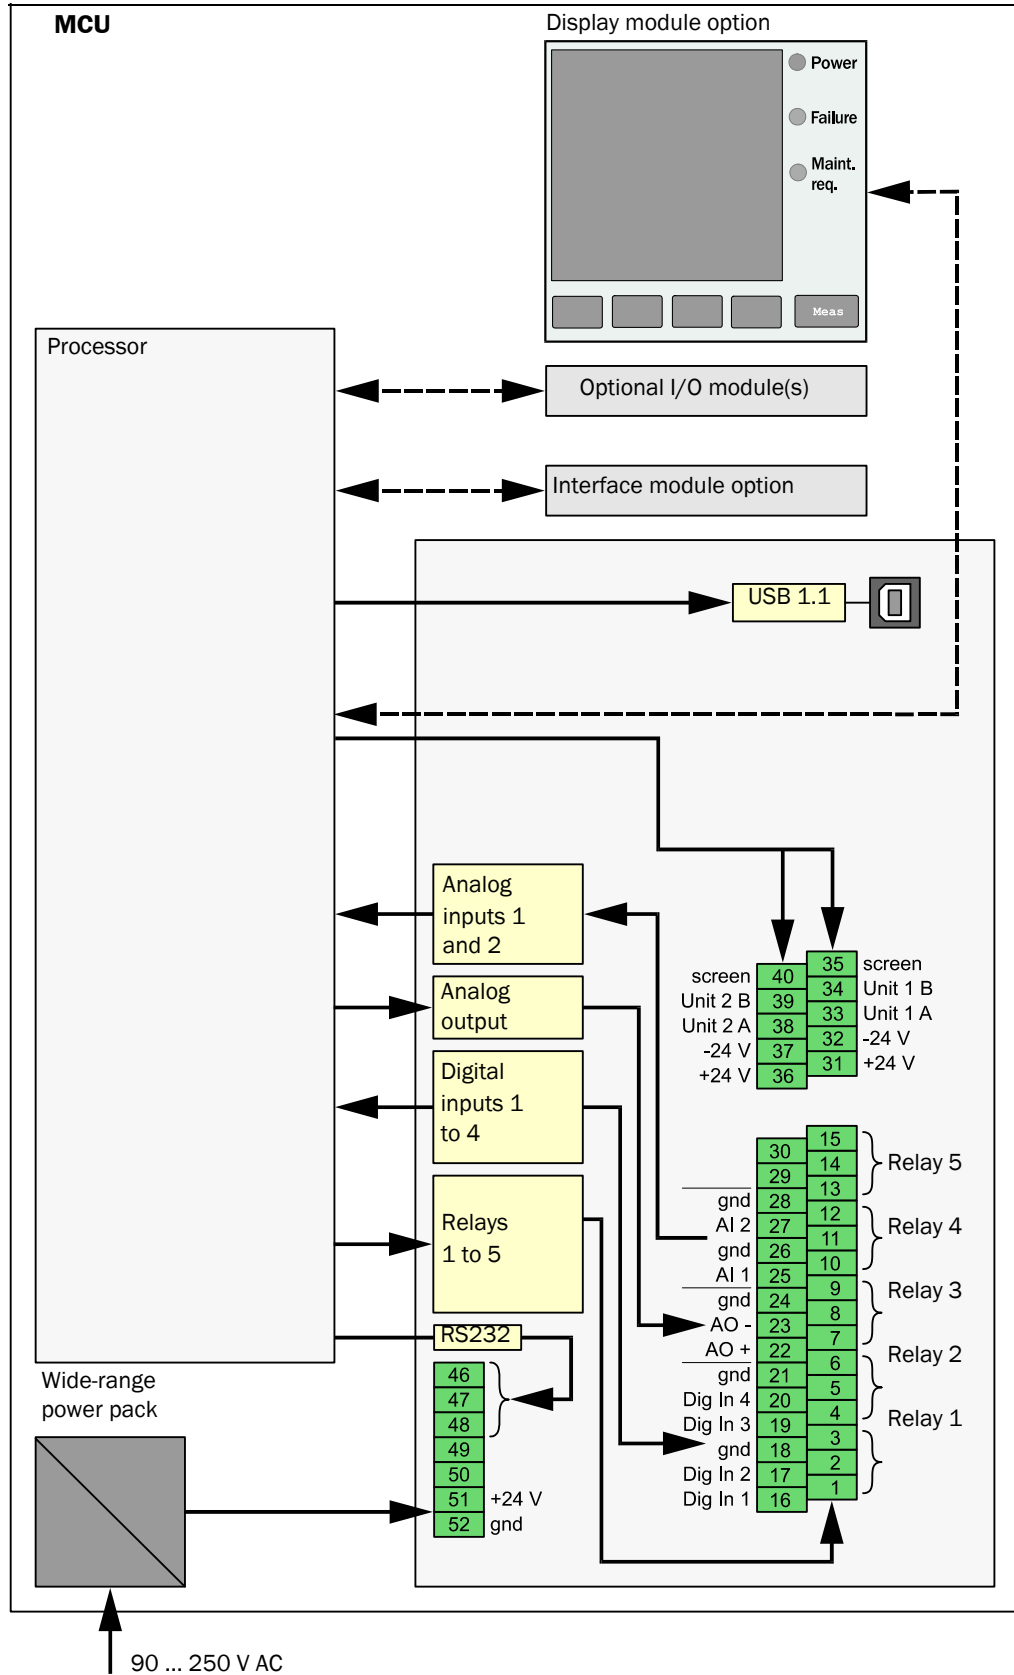 MCU
Display module option
Power
Failure
Maint.
req.
Meas
Processor
Optional I/O module(s)
Interface module option
USB 1.1
Analog
inputs 1
and 2
Analog
output
Digital
inputs 1
to 4
Relays
1 to 5
RS232
screen 40
Unit 2 B 39
Unit 2 A 38
-24 V 37
+24 V 36
35 screen
34 Unit 1 B
33 Unit 1 A
32 -24 V
31 +24 V
30
29
gnd 28
AI 2 27
gnd 26
AI 1 25
gnd 24
AO - 23
AO + 22
gnd 21
Dig In 4 20
Dig In 3 19
gnd 18
Dig In 2 17
Dig In 1 16
15
14
13
12
11
10
9
8
7
6
5
4
3
2
1
Relay 5
Relay 4
Relay 3
Relay 2
Relay 1
46
47
48
49
50
51 +24 V
52 gnd
Wide-range
power pack
90 ... 250 V AC